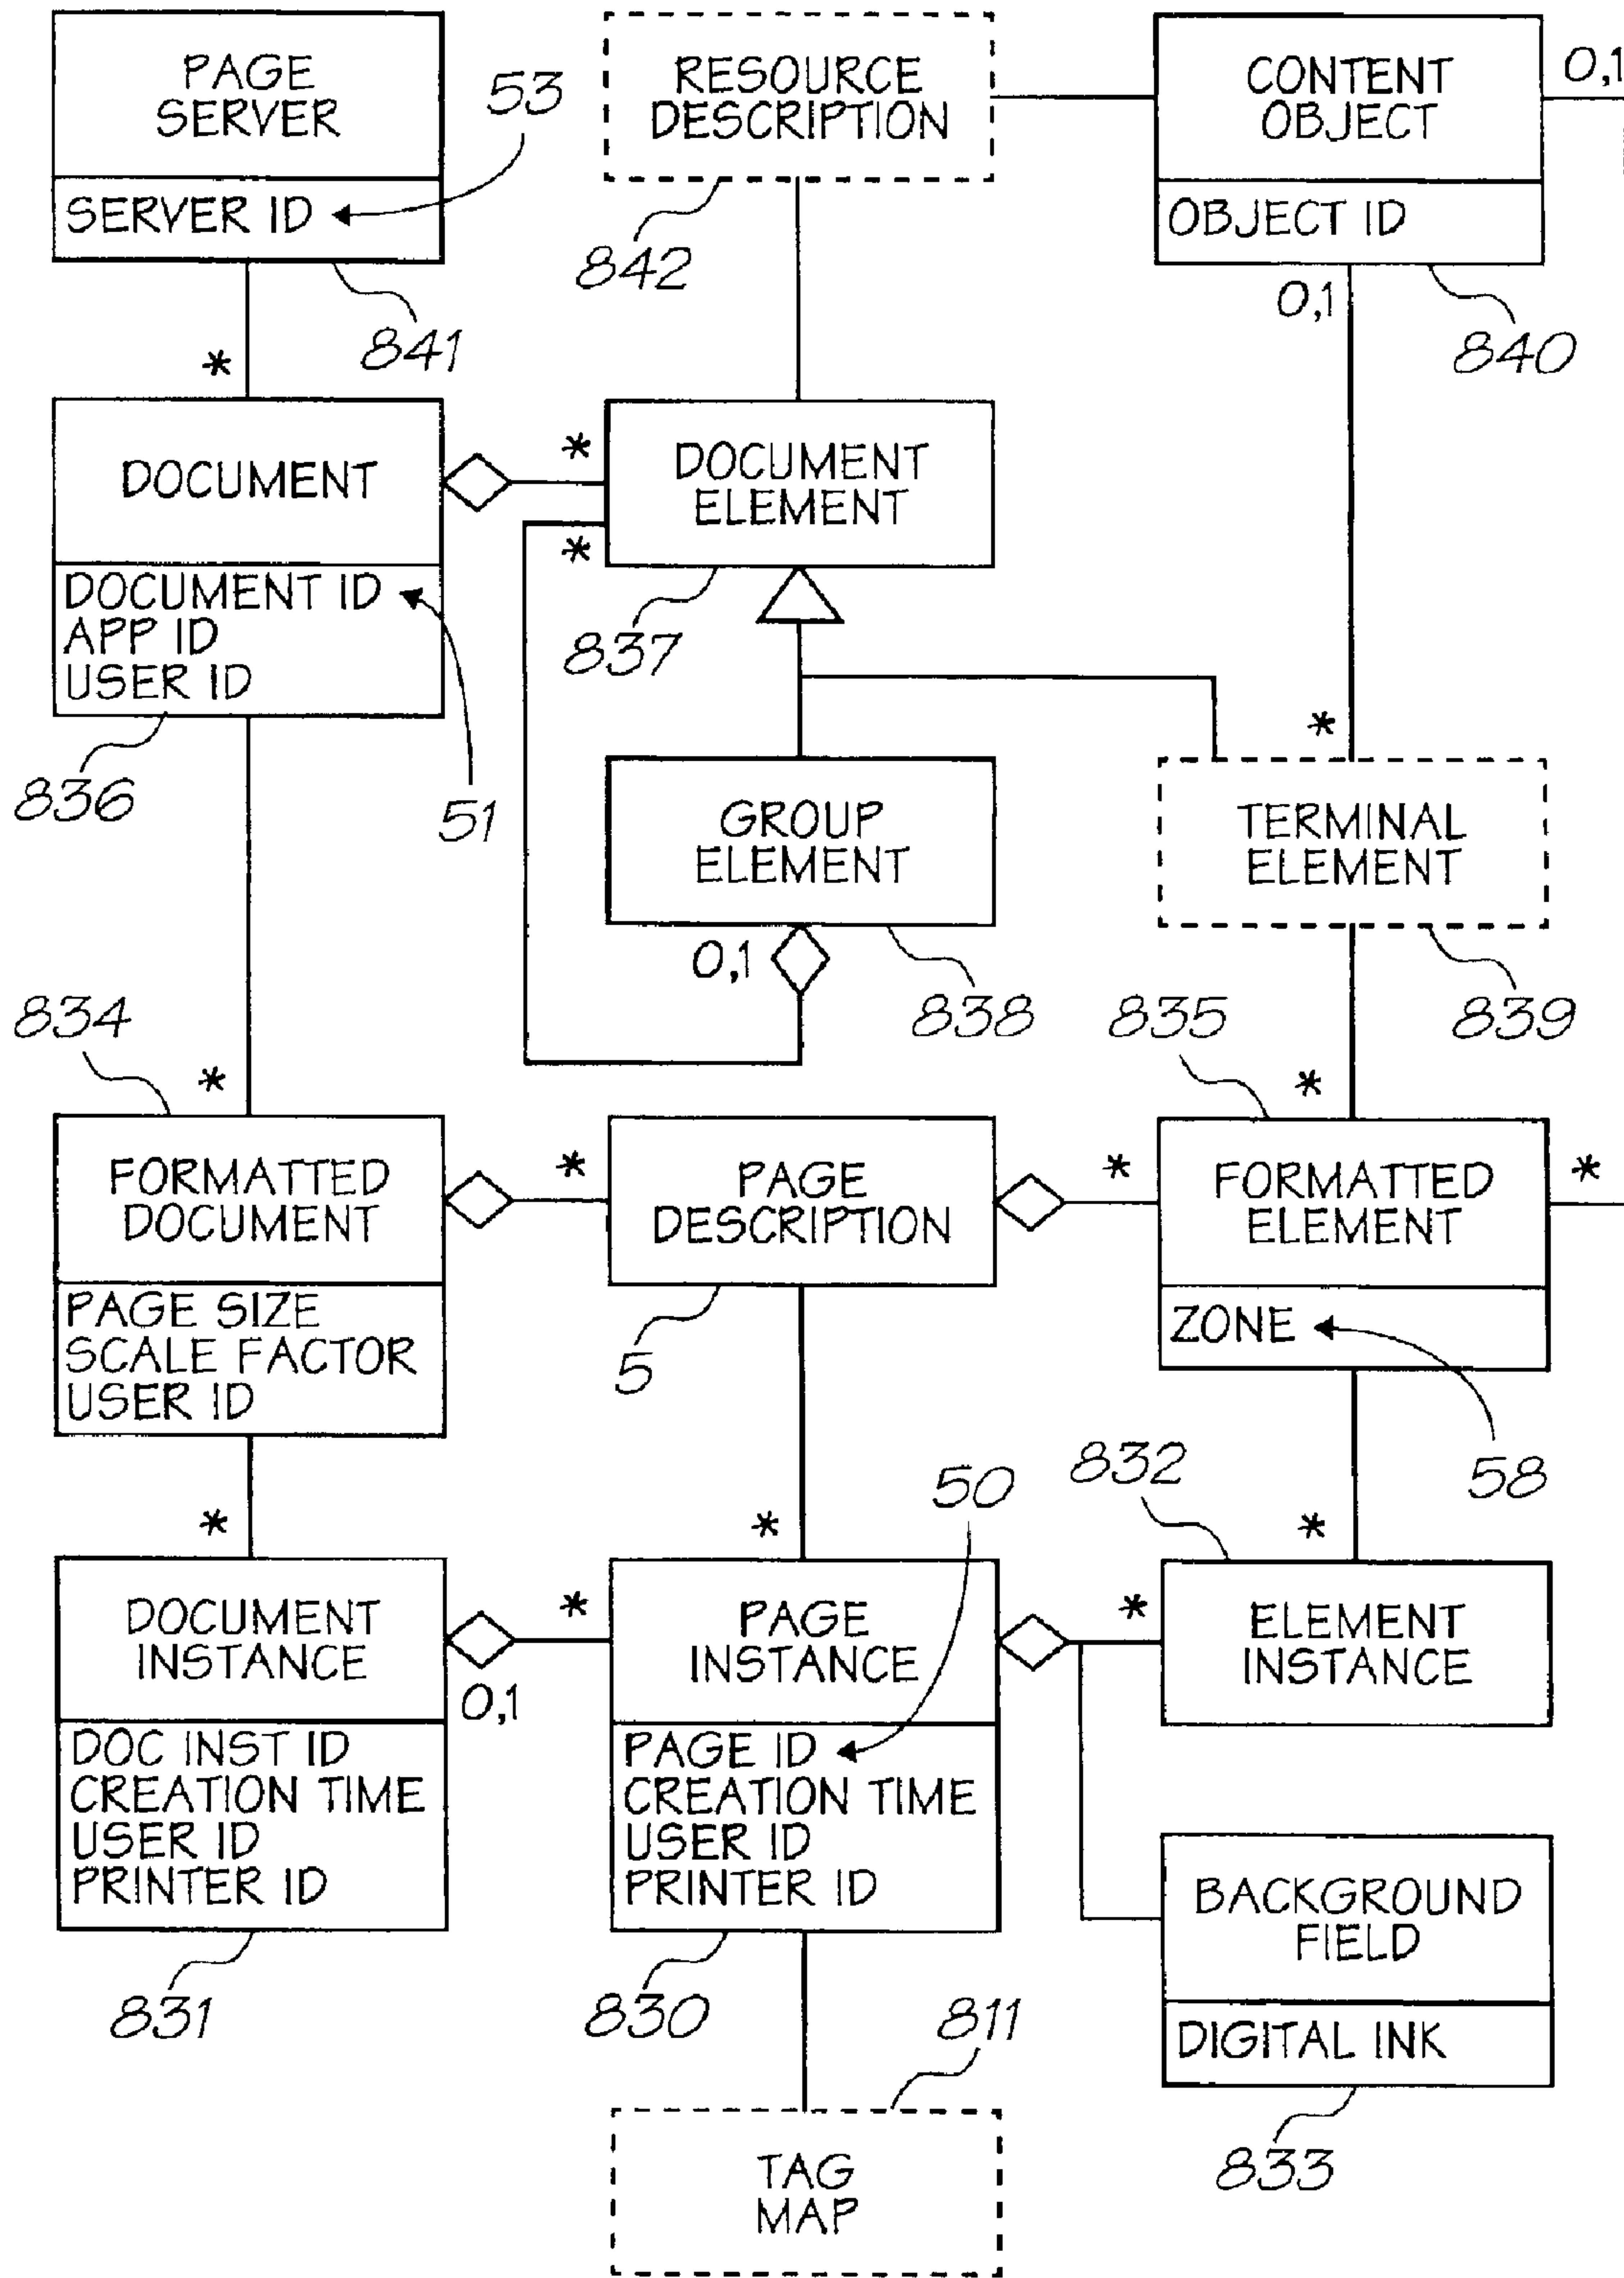 PAGE
SERVER
SERVER ID
53
841
RESOURCE
DESCRIPTION
842
CONTENT
OBJECT
OBJECT ID
0,1
0,1
840
*
DOCUMENT
DOCUMENT ID
APP ID
USER ID
836
51
*
*
DOCUMENT
ELEMENT
837
GROUP
ELEMENT
0,1
838
*
TERMINAL
ELEMENT
839
834
*
FORMATTED
DOCUMENT
PAGE SIZE
SCALE FACTOR
USER ID
*
PAGE
DESCRIPTION
5
835
*
*
FORMATTED
ELEMENT
*
ZONE
58
*
DOCUMENT
INSTANCE
0,1
DOC INST ID
CREATION TIME
USER ID
PRINTER ID
831
*
*
50
PAGE
INSTANCE
PAGE ID
CREATION TIME
USER ID
PRINTER ID
830
832
*
*
ELEMENT
INSTANCE
BACKGROUND
FIELD
DIGITAL INK
833
811
TAG
MAP